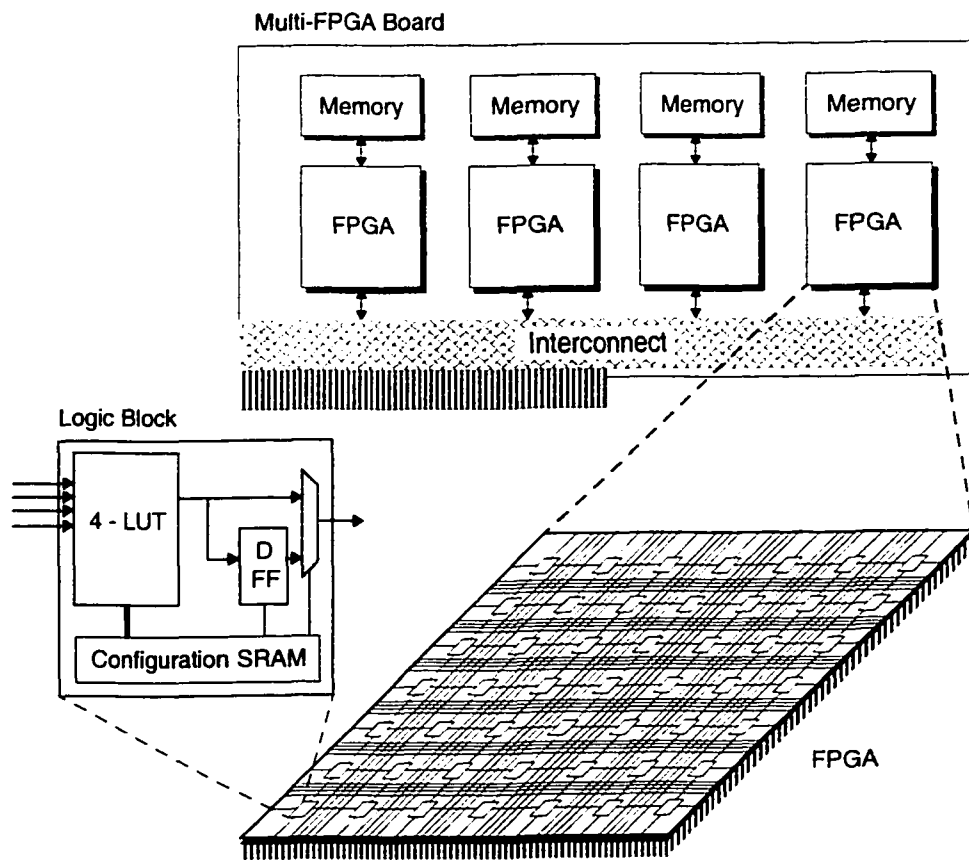 Multi-FPGA Board
Memory Memory Memory Memory
FPGA FPGA FPGA FPGA
Interconnect
Logic Block
4 - LUT
D
FF
Configuration SRAM
FPGA